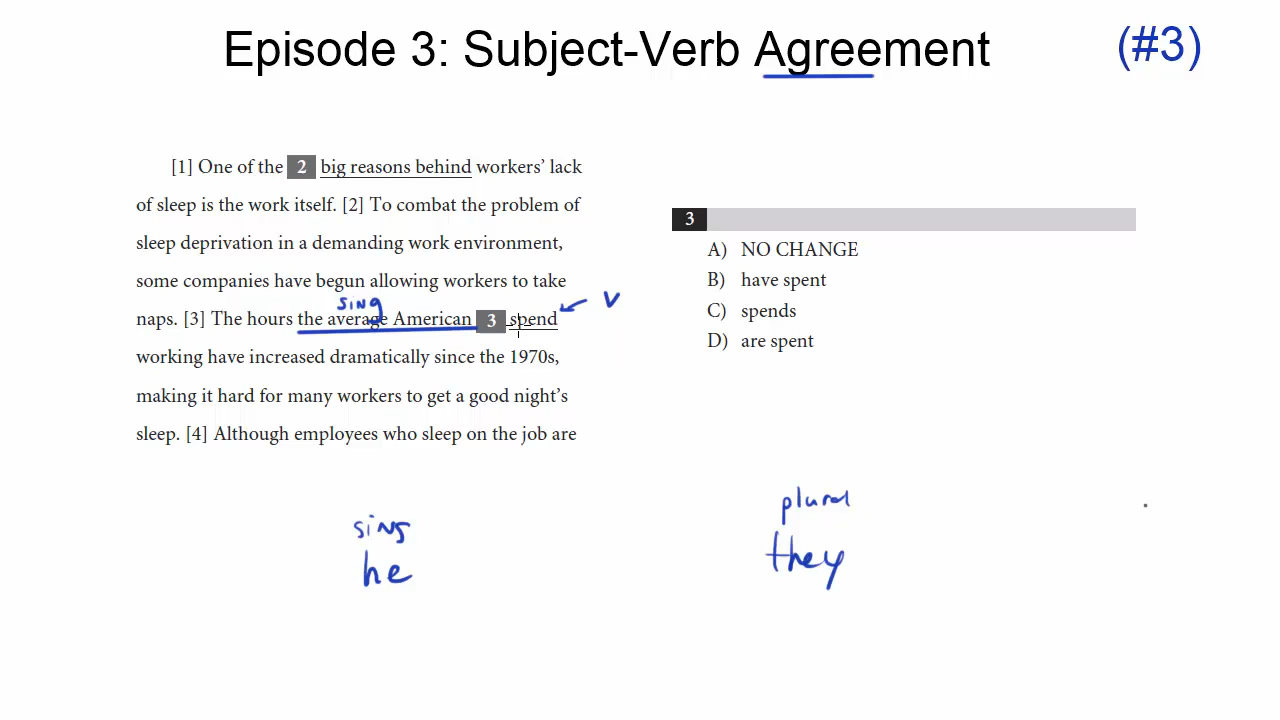 Episode 3: Subject-Verb Agreement
(#3)
[1] One of the 2 big reasons behind workers' lack
of sleep is the work itself. [2] To combat the problem of
sleep deprivation in a demanding work environment,
some companies have begun allowing workers to take
sing
V
naps. [3] The hours the average American 3 spend
working have increased dramatically since the 1970s,
making it hard for many workers to get a good night's
sleep. [4] Although employees who sleep on the job are
3
A) NO CHANGE
B) have spent
C) spends
D) are spent
sing
he
plural
they